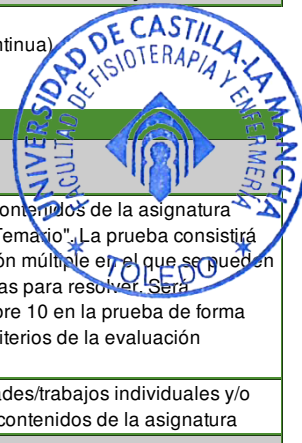 ntinua)
UNIVERSIDAD DE CASTILLA-LA MANCHA
FACULTAD DE FISIOTERAPIA Y ENFERMERÍA
TOLEDO
ontenidos de la asignatura
Temario". La prueba consistirá
ón múltiple en el que se pueden
as para resolver. Será
bre 10 en la prueba de forma
iterios de la evaluación
ades/trabajos individuales y/o
contenidos de la asignatura